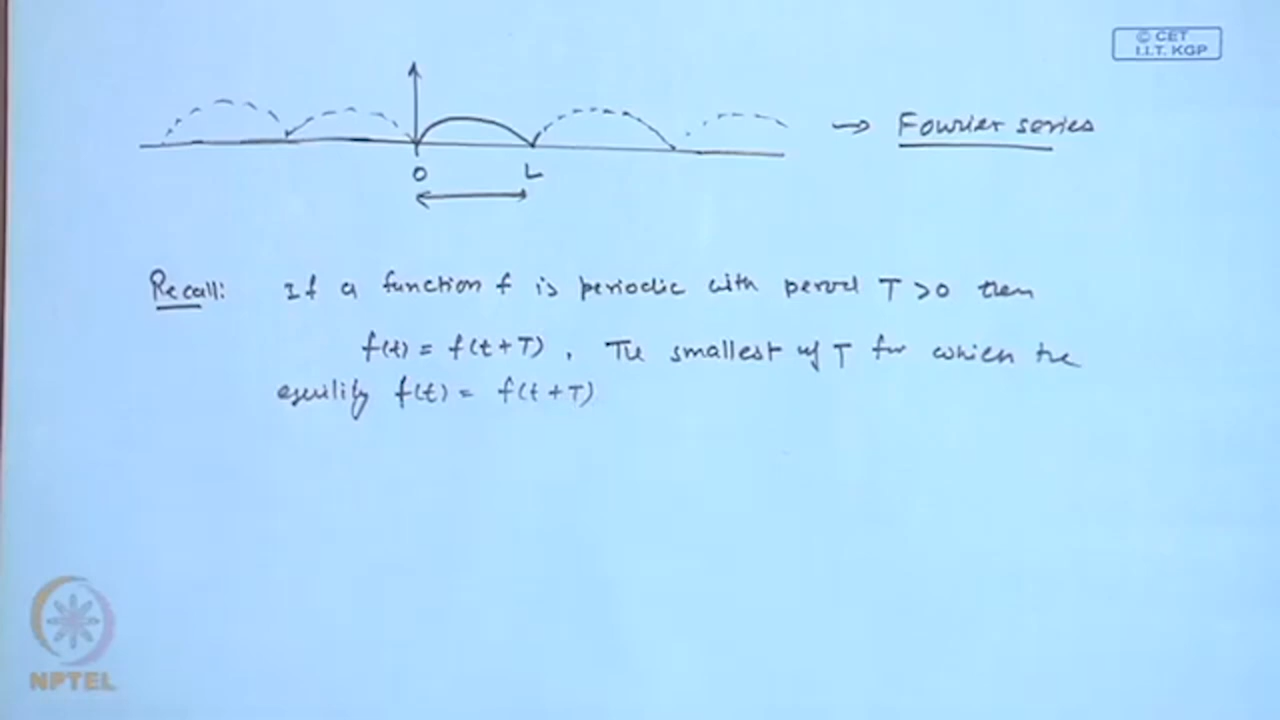 © CET
I.I.T. KGP
→ Fourier series
O L
Recall: If a function f is periodic with period T > 0 then
f(t) = f(t+T). The smallest of T for which the
equality f(t) = f(t+T)
NPTEL